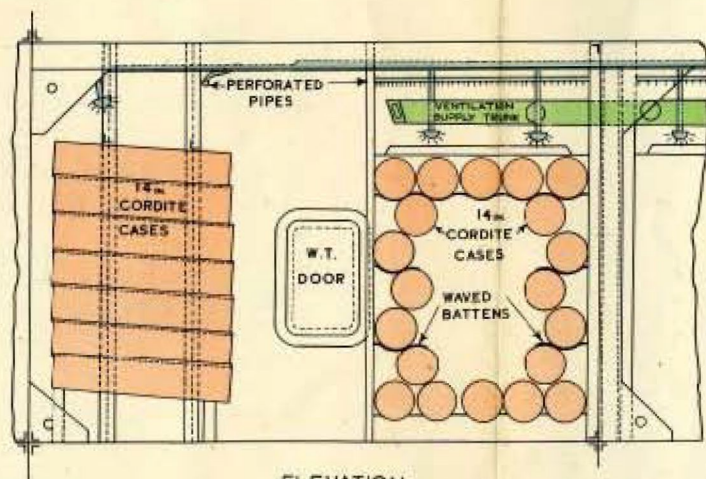 PERFORATED
PIPES
VENTILATION
SUPPLY TRUNK
14 IN.
CORDITE
CASES
W.T.
DOOR
14 IN.
CORDITE
CASES
WAVED
BATTENS
ELEVATION